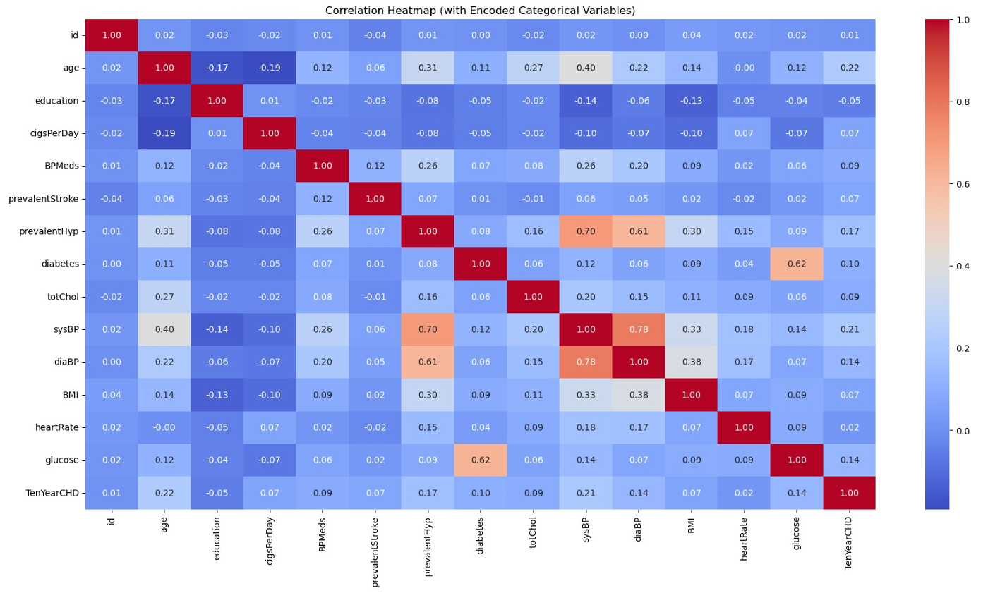 Correlation Heatmap (with Encoded Categorical Variables)
id 1.00 0.02 -0.03 -0.02 0.01 -0.04 0.01 0.00 -0.02 0.02 0.00 0.04 0.02 0.02 0.01
age 0.02 1.00 -0.17 -0.19 0.12 0.06 0.31 0.11 0.27 0.40 0.22 0.14 -0.00 0.12 0.22
education -0.03 -0.17 1.00 0.01 -0.02 -0.03 -0.08 -0.05 -0.02 -0.14 -0.06 -0.13 -0.05 -0.04 -0.05
cigsPerDay -0.02 -0.19 0.01 1.00 -0.04 -0.04 -0.08 -0.05 -0.02 -0.10 -0.07 -0.10 0.07 -0.07 0.07
BPMeds 0.01 0.12 -0.02 -0.04 1.00 0.12 0.26 0.07 0.08 0.26 0.20 0.09 0.02 0.06 0.09
prevalentStroke -0.04 0.06 -0.03 -0.04 0.12 1.00 0.07 0.01 -0.01 0.06 0.05 0.02 -0.02 0.02 0.07
prevalentHyp 0.01 0.31 -0.08 -0.08 0.26 0.07 1.00 0.08 0.16 0.70 0.61 0.30 0.15 0.09 0.17
diabetes 0.00 0.11 -0.05 -0.05 0.07 0.01 0.08 1.00 0.06 0.12 0.06 0.09 0.04 0.62 0.10
totChol -0.02 0.27 -0.02 -0.02 0.08 -0.01 0.16 0.06 1.00 0.20 0.15 0.11 0.09 0.06 0.09
sysBP 0.02 0.40 -0.14 -0.10 0.26 0.06 0.70 0.12 0.20 1.00 0.78 0.33 0.18 0.14 0.21
diaBP 0.00 0.22 -0.06 -0.07 0.20 0.05 0.61 0.06 0.15 0.78 1.00 0.38 0.17 0.07 0.14
BMI 0.04 0.14 -0.13 -0.10 0.09 0.02 0.30 0.09 0.11 0.33 0.38 1.00 0.07 0.09 0.07
heartRate 0.02 -0.00 -0.05 0.07 0.02 -0.02 0.15 0.04 0.09 0.18 0.17 0.07 1.00 0.09 0.02
glucose 0.02 0.12 -0.04 -0.07 0.06 0.02 0.09 0.62 0.06 0.14 0.07 0.09 0.09 1.00 0.14
TenYearCHD 0.01 0.22 -0.05 0.07 0.09 0.07 0.17 0.10 0.09 0.21 0.14 0.07 0.02 0.14 1.00
id age education cigsPerDay BPMeds prevalentStroke prevalentHyp diabetes totChol sysBP diaBP BMI heartRate glucose TenYearCHD
1.0
0.8
0.6
0.4
0.2
0.0